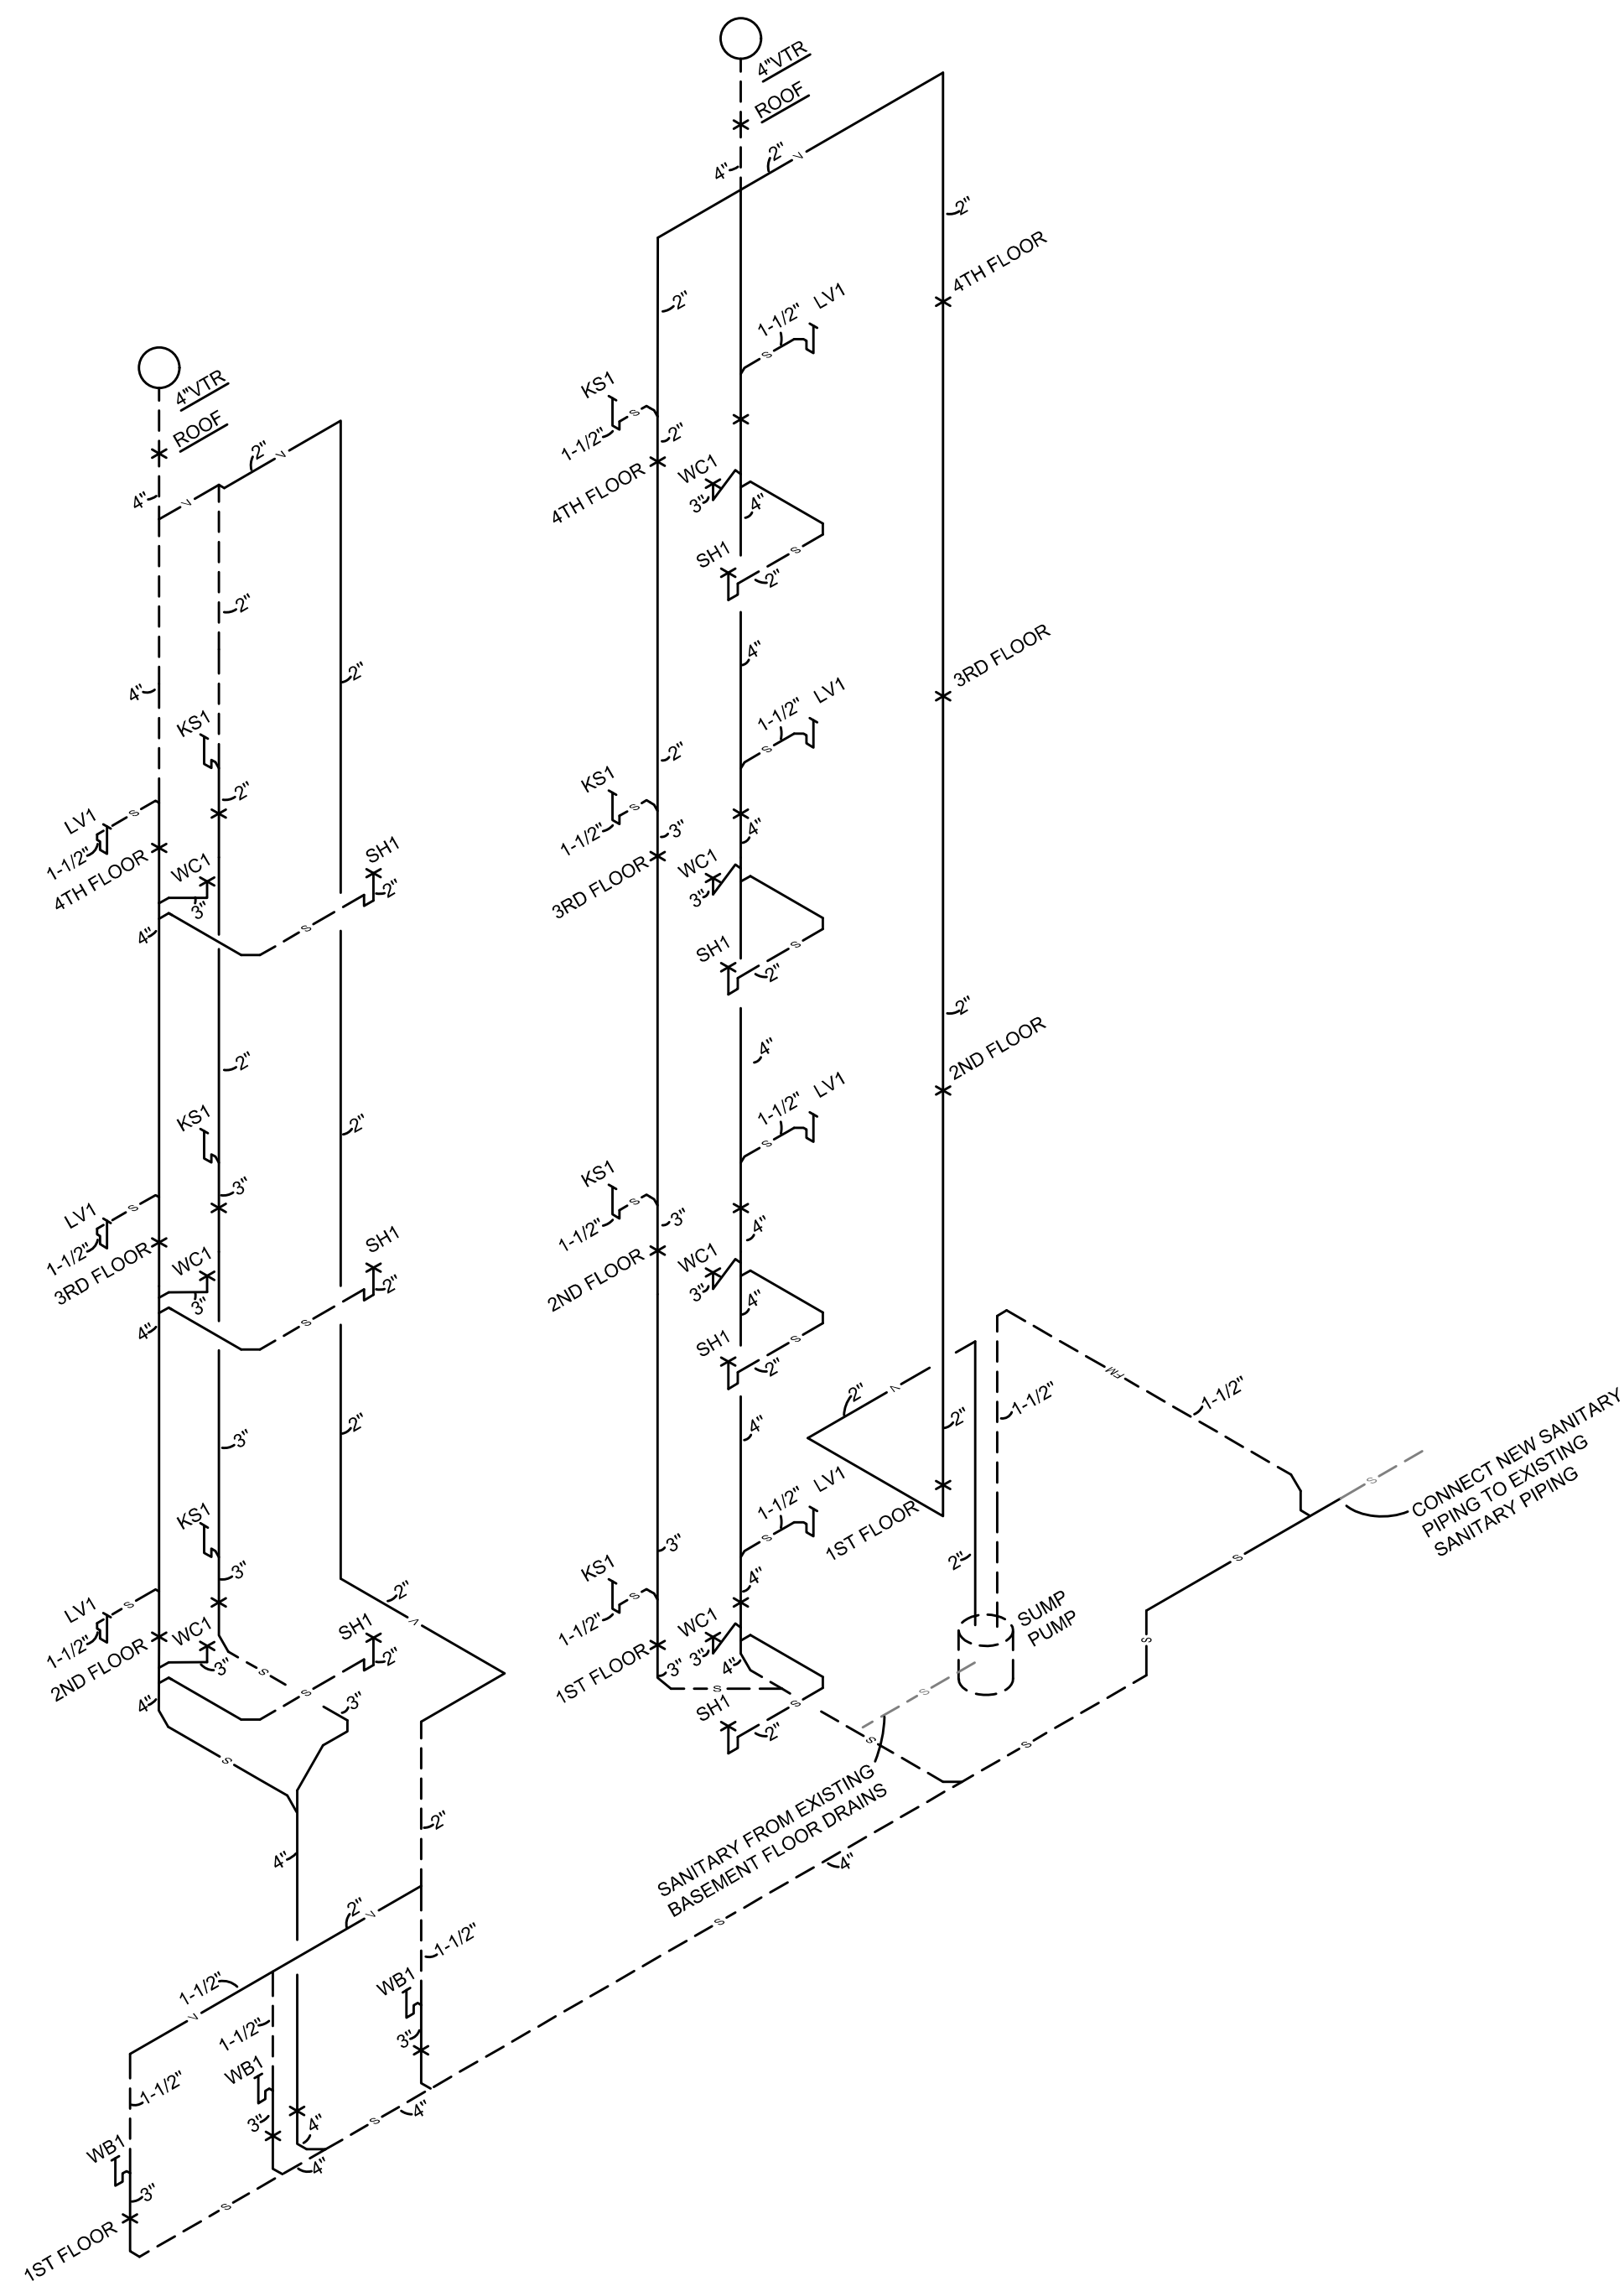 4"VTR
ROOF
4"
2"
V
2"
4TH FLOOR
2"
1-1/2"
LV1
S
KS1
S
1-1/2"
2"
4TH FLOOR
WC1
3"
4"
SH1
S
2"
4"
3RD FLOOR
1-1/2"
LV1
S
2"
KS1
S
1-1/2"
3"
4"
3RD FLOOR
WC1
3"
SH1
S
2"
2"
4"
2ND FLOOR
1-1/2"
LV1
S
KS1
S
1-1/2"
3"
4"
2ND FLOOR
WC1
3"
4"
SH1
S
2"
4"
V
2"
2"
1-1/2"
FM
1-1/2"
1-1/2"
LV1
S
3"
1ST FLOOR
2"
KS1
S
1-1/2"
4"
WC1
3"
1ST FLOOR
3"
4"
S
SH1
S
2"
SUMP
PUMP
S
S
S
S
S
S
CONNECT NEW SANITARY
PIPING TO EXISTING
SANITARY PIPING
SANITARY FROM EXISTING
BASEMENT FLOOR DRAINS
4"
S
4"VTR
ROOF
4"
2"
V
V
2"
4"
2"
KS1
2"
LV1
S
1-1/2"
4TH FLOOR
WC1
3"
SH1
2"
4"
S
2"
KS1
2"
3"
LV1
S
1-1/2"
3RD FLOOR
WC1
3"
SH1
2"
4"
S
3"
2"
KS1
3"
LV1
S
1-1/2"
2ND FLOOR
WC1
3"
SH1
2"
2"
V
4"
S
S
3"
S
4"
2"
2"
V
1-1/2"
V
1-1/2"
1-1/2"
1-1/2"
WB1
3"
WB1
3"
4"
4"
S
4"
WB1
3"
S
1ST FLOOR